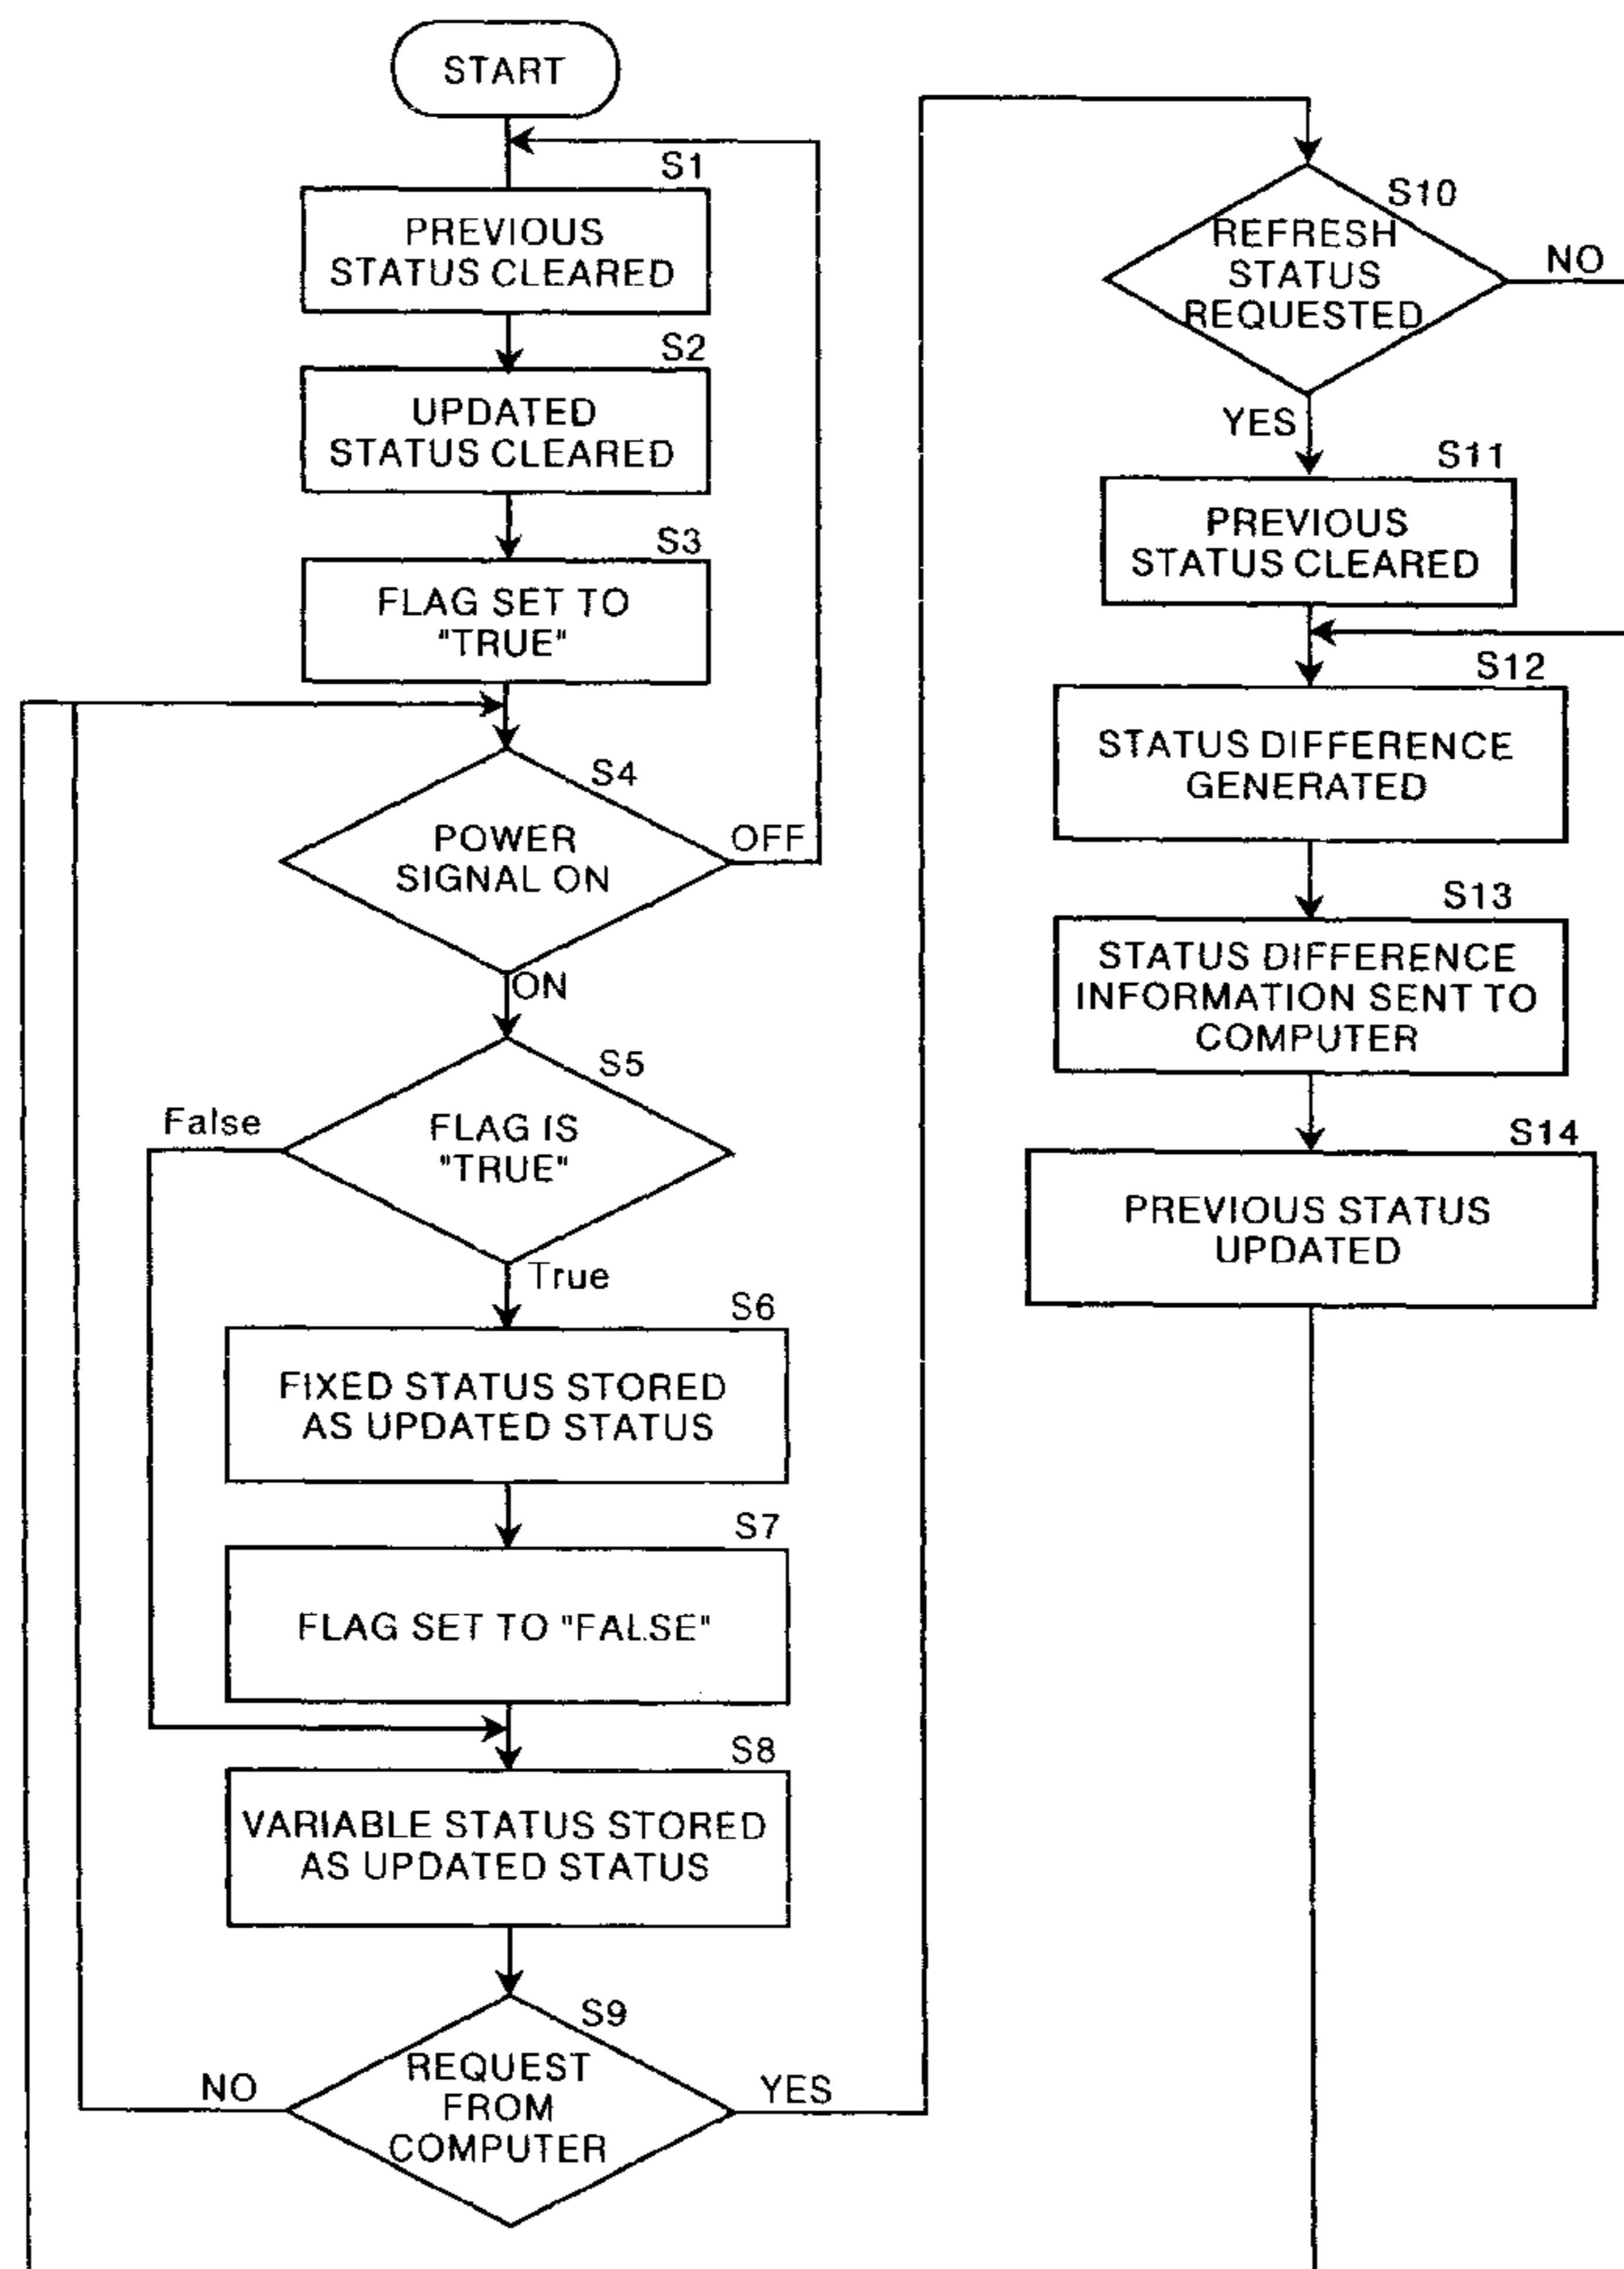 START
S1
PREVIOUS
STATUS CLEARED
S2
UPDATED
STATUS CLEARED
S3
FLAG SET TO
"TRUE"
S4
POWER
SIGNAL ON
OFF
ON
S5
False
FLAG IS
"TRUE"
True
S6
FIXED STATUS STORED
AS UPDATED STATUS
S7
FLAG SET TO "FALSE"
S8
VARIABLE STATUS STORED
AS UPDATED STATUS
S9
REQUEST
FROM
COMPUTER
NO
YES
S10
REFRESH
STATUS
REQUESTED
NO
YES
S11
PREVIOUS
STATUS CLEARED
S12
STATUS DIFFERENCE
GENERATED
S13
STATUS DIFFERENCE
INFORMATION SENT TO
COMPUTER
S14
PREVIOUS STATUS
UPDATED